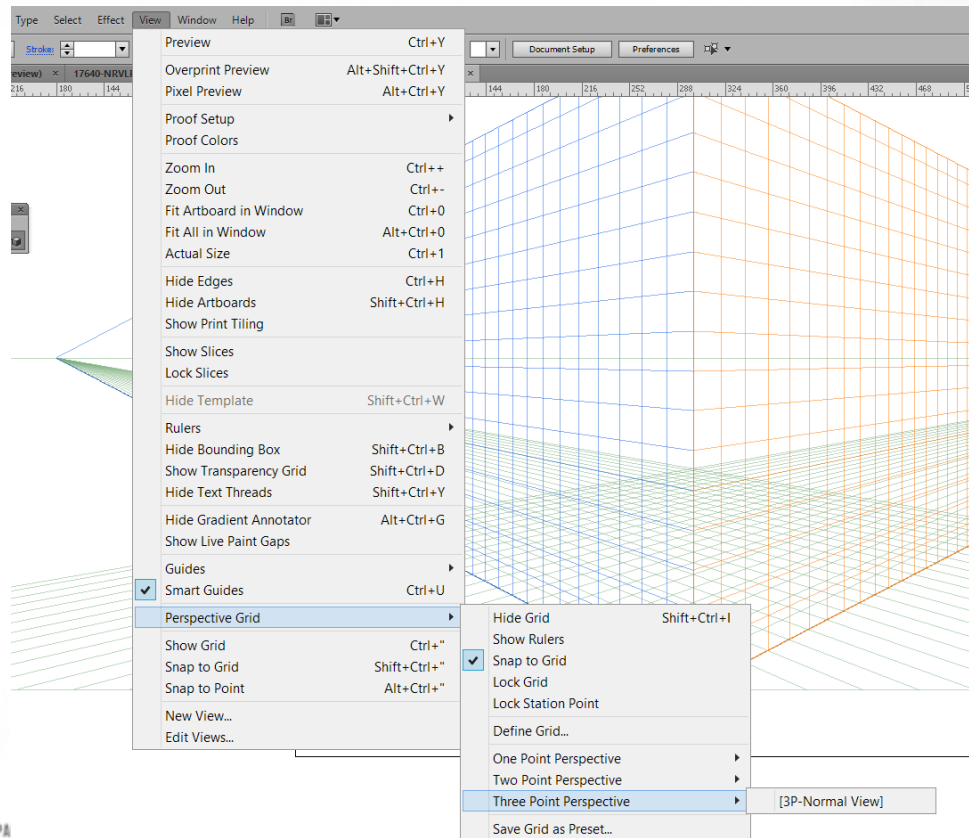 Type Select Effect View Window Help Br
Stroke: Document Setup Preferences
eview) × 17640-NRVLF ×
216 180 144 144 180 216 252 288 324 360 396 432 468
Preview Ctrl+Y
Overprint Preview Alt+Shift+Ctrl+Y
Pixel Preview Alt+Ctrl+Y
Proof Setup
Proof Colors
Zoom In Ctrl++
Zoom Out Ctrl+-
Fit Artboard in Window Ctrl+0
Fit All in Window Alt+Ctrl+0
Actual Size Ctrl+1
Hide Edges Ctrl+H
Hide Artboards Shift+Ctrl+H
Show Print Tiling
Show Slices
Lock Slices
Hide Template Shift+Ctrl+W
Rulers
Hide Bounding Box Shift+Ctrl+B
Show Transparency Grid Shift+Ctrl+D
Hide Text Threads Shift+Ctrl+Y
Hide Gradient Annotator Alt+Ctrl+G
Show Live Paint Gaps
Guides
Smart Guides Ctrl+U
Perspective Grid
Show Grid Ctrl+"
Snap to Grid Shift+Ctrl+"
Snap to Point Alt+Ctrl+"
New View...
Edit Views...
Hide Grid Shift+Ctrl+I
Show Rulers
Snap to Grid
Lock Grid
Lock Station Point
Define Grid...
One Point Perspective
Two Point Perspective
Three Point Perspective
[3P-Normal View]
Save Grid as Preset...